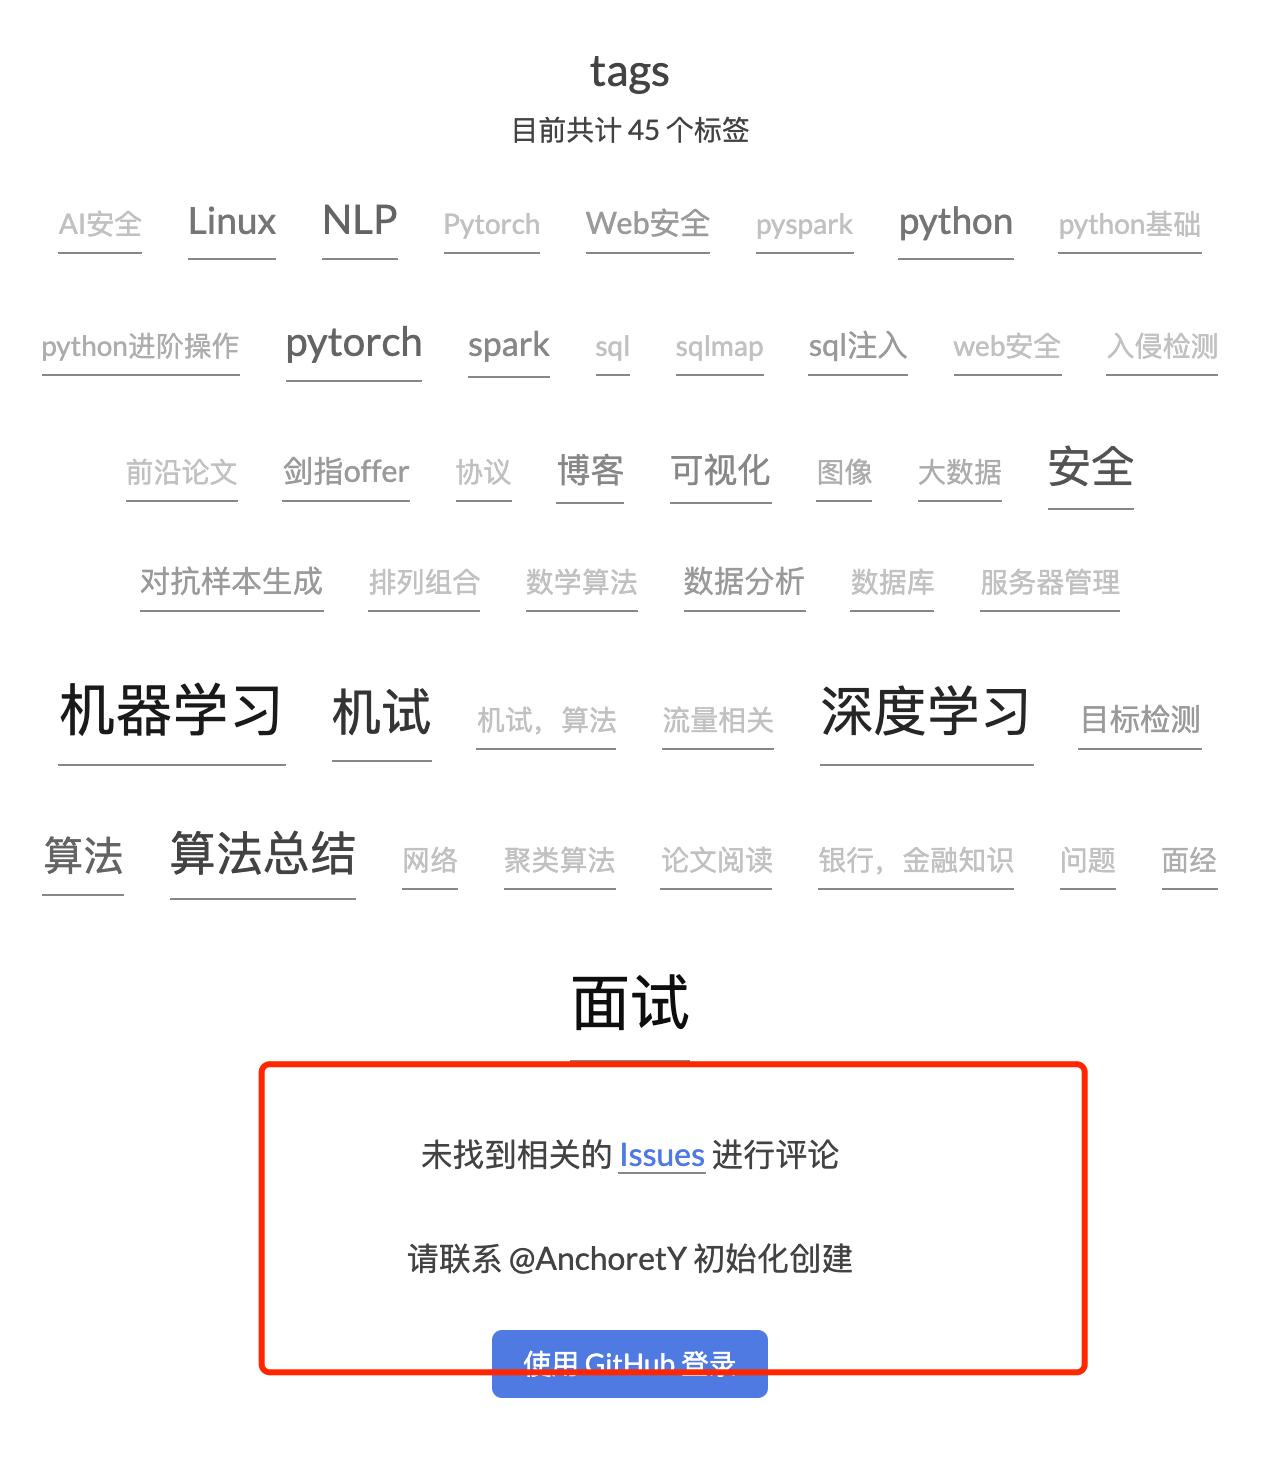 tags
目前共计 45 个标签
AI安全 Linux NLP Pytorch Web安全 pyspark python python基础
python进阶操作 pytorch spark sql sqlmap sql注入 web安全 入侵检测
前沿论文 剑指offer 协议 博客 可视化 图像 大数据 安全
对抗样本生成 排列组合 数学算法 数据分析 数据库 服务器管理
机器学习 机试 机试，算法 流量相关 深度学习 目标检测
算法 算法总结 网络 聚类算法 论文阅读 银行，金融知识 问题 面经
面试
未找到相关的 Issues 进行评论
请联系 @AnchoretY 初始化创建
使用 GitHub 登录